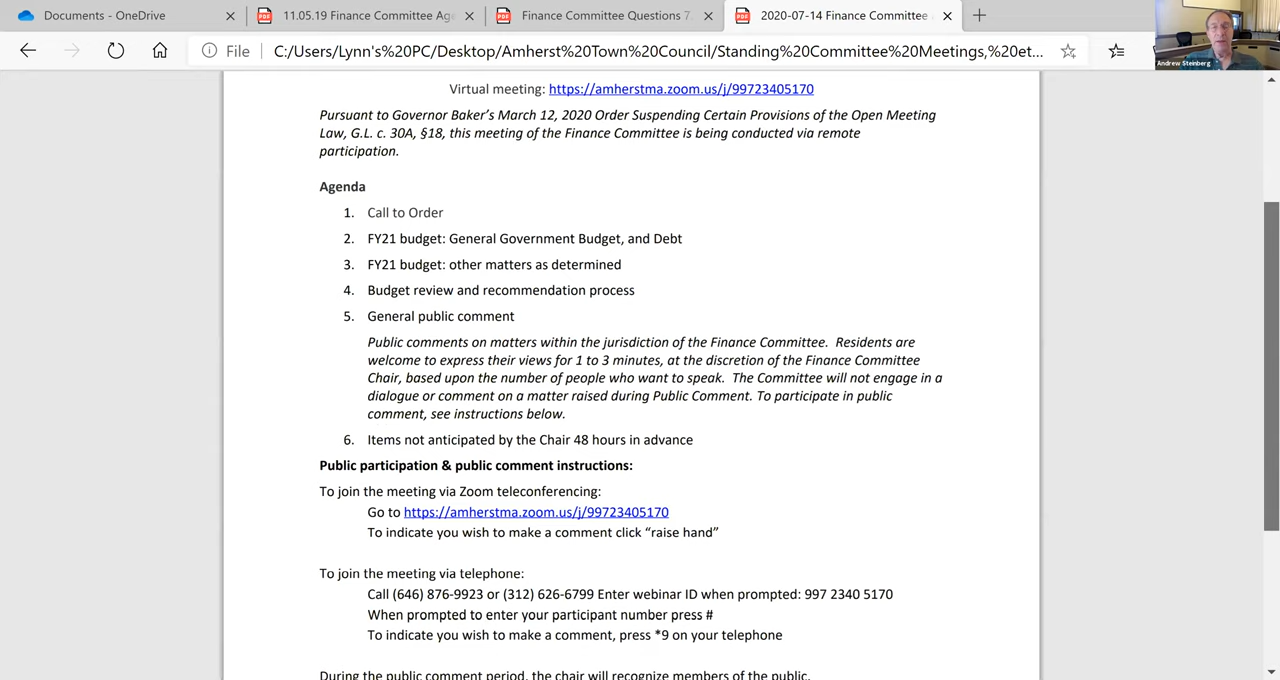 Documents - OneDrive
11.05.19 Finance Committee Age
Finance Committee Questions 7.
2020-07-14 Finance Committee
File
C:/Users/Lynn's%20PC/Desktop/Amherst%20Town%20Council/Standing%20Committee%20Meetings,%20et...
Andrew Steinberg
Virtual meeting: https://amherstma.zoom.us/j/99723405170
Pursuant to Governor Baker's March 12, 2020 Order Suspending Certain Provisions of the Open Meeting
Law, G.L. c. 30A, §18, this meeting of the Finance Committee is being conducted via remote
participation.
Agenda
1. Call to Order
2. FY21 budget: General Government Budget, and Debt
3. FY21 budget: other matters as determined
4. Budget review and recommendation process
5. General public comment
Public comments on matters within the jurisdiction of the Finance Committee. Residents are
welcome to express their views for 1 to 3 minutes, at the discretion of the Finance Committee
Chair, based upon the number of people who want to speak. The Committee will not engage in a
dialogue or comment on a matter raised during Public Comment. To participate in public
comment, see instructions below.
6. Items not anticipated by the Chair 48 hours in advance
Public participation & public comment instructions:
To join the meeting via Zoom teleconferencing:
Go to https://amherstma.zoom.us/j/99723405170
To indicate you wish to make a comment click “raise hand”
To join the meeting via telephone:
Call (646) 876-9923 or (312) 626-6799 Enter webinar ID when prompted: 997 2340 5170
When prompted to enter your participant number press #
To indicate you wish to make a comment, press *9 on your telephone
During the public comment period, the chair will recognize members of the public.